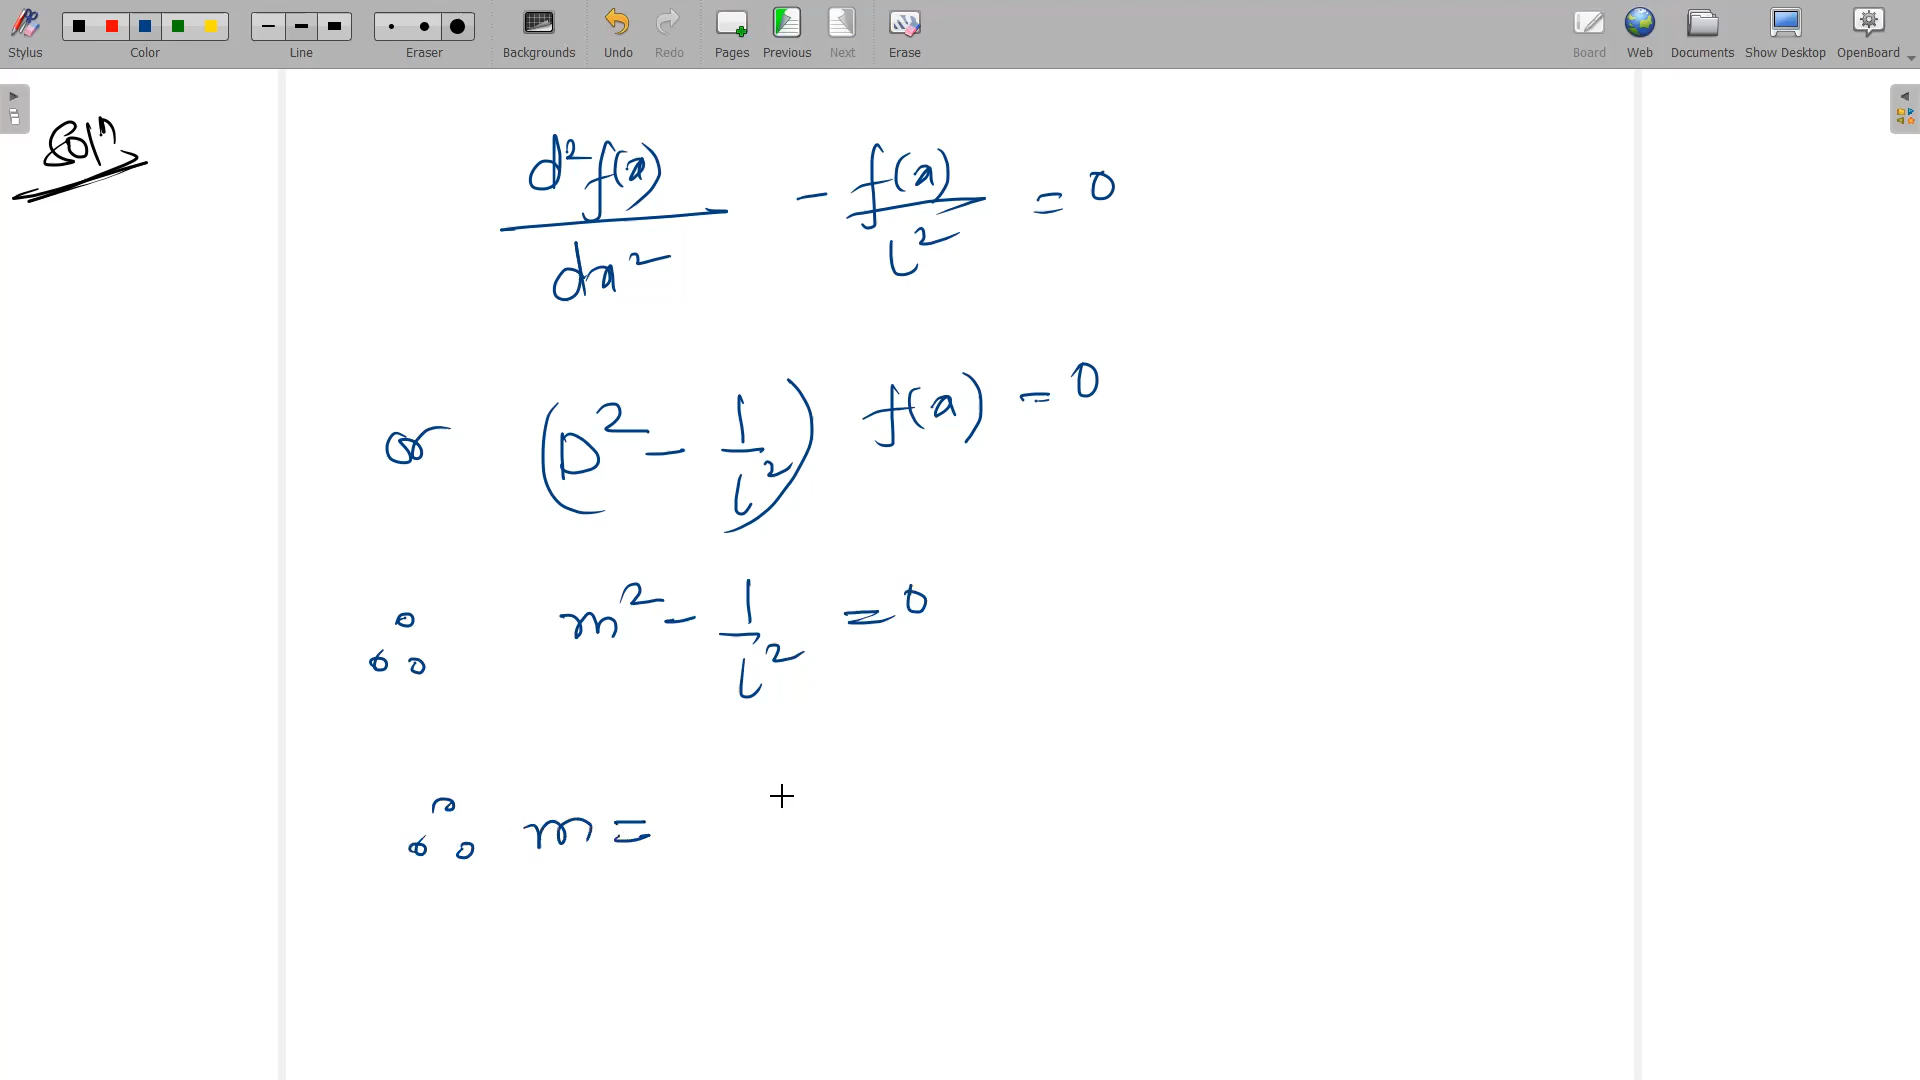 Stylus Color Line Eraser Backgrounds Undo Redo Pages Previous Next Erase Board Web Documents Show Desktop OpenBoard
Solⁿ
d²f(x)/dx² - f(x)/L² = 0
or (D² - 1/L²) f(x) = 0
∴ m² - 1/L² = 0
∴ m =